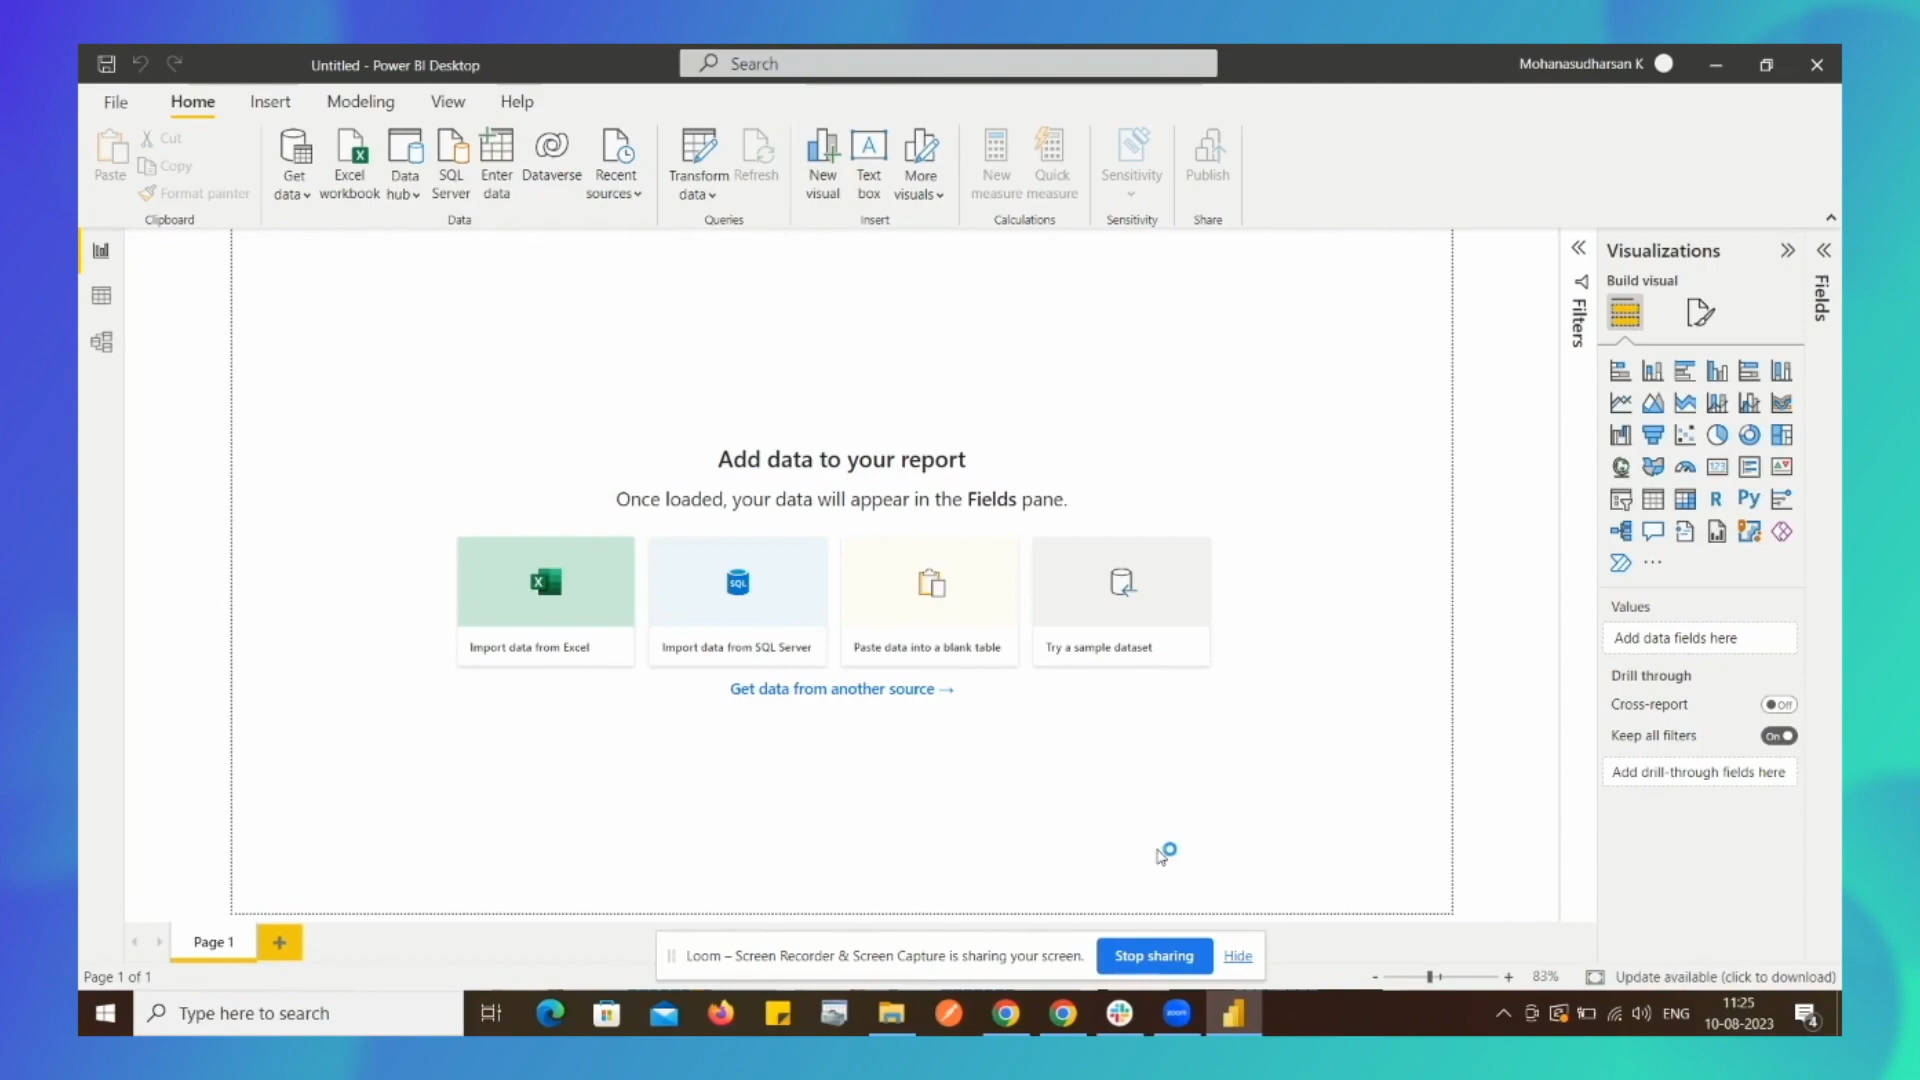 Untitled - Power BI Desktop
Search
Mohanasudharsan K
File Home Insert Modeling View Help
Paste
Cut
Copy
Format painter
Clipboard
Get data
Excel workbook
Data hub
SQL Server
Enter data
Dataverse
Recent sources
Data
Transform data
Refresh
Queries
New visual
Text box
More visuals
Insert
New measure
Quick measure
Calculations
Sensitivity
Sensitivity
Publish
Share
Filters
Visualizations
Build visual
Fields
123
R
Py
Values
Add data fields here
Drill through
Cross-report
Off
Keep all filters
On
Add drill-through fields here
Add data to your report
Once loaded, your data will appear in the Fields pane.
X
SQL
Import data from Excel
Import data from SQL Server
Paste data into a blank table
Try a sample dataset
Get data from another source →
Page 1
Page 1 of 1
Loom – Screen Recorder & Screen Capture is sharing your screen.
Stop sharing
Hide
- + 83%
Update available (click to download)
Type here to search
zoom
ENG
11:25
10-08-2023
4